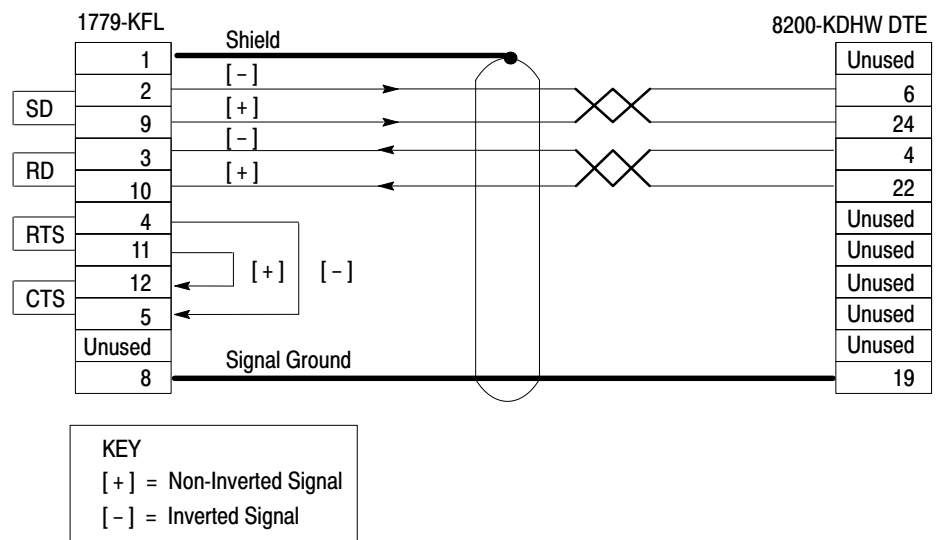 1779-KFL
8200-KDHW DTE
1
Shield
Unused
SD
2
[ – ]
6
9
[ + ]
24
RD
3
[ – ]
4
10
[ + ]
22
RTS
4
Unused
11
Unused
CTS
12
[ + ]
[ – ]
Unused
5
Unused
Unused
Unused
8
Signal Ground
19
KEY
[ + ] = Non-Inverted Signal
[ – ] = Inverted Signal